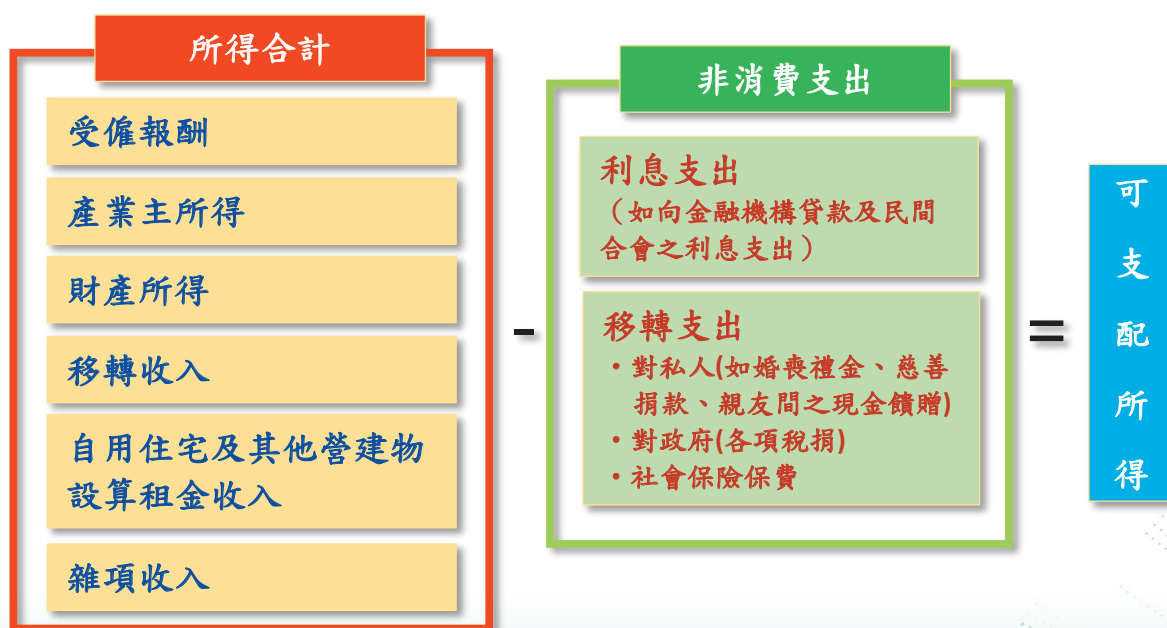 所得合計
受僱報酬
產業主所得
財產所得
移轉收入
自用住宅及其他營建物
設算租金收入
雜項收入
-
非消費支出
利息支出
（如向金融機構貸款及民間
合會之利息支出）
移轉支出
・對私人(如婚喪禮金、慈善
捐款、親友間之現金餽贈)
・對政府(各項稅捐)
・社會保險保費
=
可
支
配
所
得